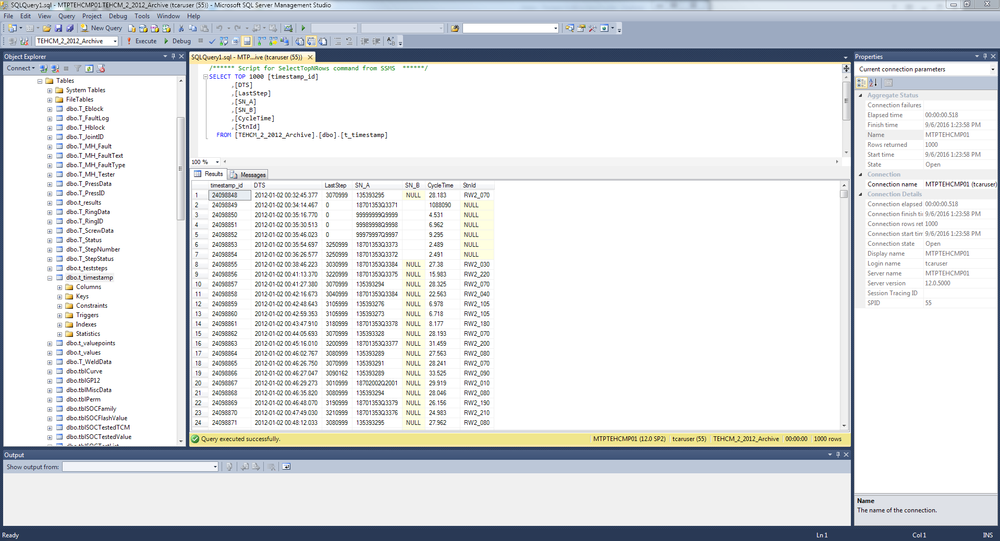 SQLQuery1.sql - MTPTEHCMP01.TEHCM_2_2012_Archive (tcaruser (55)) - Microsoft SQL Server Management Studio
File Edit View Query Project Debug Tools Window Help
New Query
TEHCM_2_2012_Archive Execute Debug
Object Explorer
Connect
Tables
System Tables
FileTables
dbo.T_Eblock
dbo.T_FaultLog
dbo.T_Hblock
dbo.T_JointID
dbo.T_MH_Fault
dbo.T_MH_FaultText
dbo.T_MH_FaultType
dbo.T_MH_Tester
dbo.T_PressData
dbo.T_PressID
dbo.t_results
dbo.T_RingData
dbo.T_RingID
dbo.T_ScrewData
dbo.T_Status
dbo.T_StepNumber
dbo.T_StepStatus
dbo.t_teststeps
dbo.t_timestamp
Columns
Keys
Constraints
Triggers
Indexes
Statistics
dbo.t_valuepoints
dbo.t_values
dbo.T_WeldData
dbo.tblCurve
dbo.tblGP12
dbo.tblMiscData
dbo.tblPerm
dbo.tblSOCFamily
dbo.tblSOCFlashValue
dbo.tblSOCTestedTCM
dbo.tblSOCTestedValue
SQLQuery1.sql - MTP...ive (tcaruser (55))
/****** Script for SelectTopNRows command from SSMS ******/
SELECT TOP 1000 [timestamp_id]
,[DTS]
,[LastStep]
,[SN_A]
,[SN_B]
,[CycleTime]
,[StnId]
FROM [TEHCM_2_2012_Archive].[dbo].[t_timestamp]
100 %
Results Messages
timestamp_id DTS LastStep SN_A SN_B CycleTime StnId
1 24098848 2012-01-02 00:32:45.377 3070999 135393295 NULL 28.183 RW2_070
2 24098849 2012-01-02 00:34:14.467 0 18701353Q3371 1088090 NULL
3 24098850 2012-01-02 00:35:16.770 0 99999999Q9999 4.531 NULL
4 24098851 2012-01-02 00:35:30.513 0 99989998Q9998 6.962 NULL
5 24098852 2012-01-02 00:35:46.023 0 99979997Q9997 9.295 NULL
6 24098853 2012-01-02 00:35:54.697 3250999 18701353Q3373 2.489 NULL
7 24098854 2012-01-02 00:36:26.577 3250999 18701353Q3372 2.491 NULL
8 24098855 2012-01-02 00:38:46.223 3030999 18701353Q3384 NULL 27.38 RW2_030
9 24098856 2012-01-02 00:41:13.370 3220999 18701353Q3375 NULL 15.983 RW2_220
10 24098857 2012-01-02 00:41:27.380 3070999 135393294 NULL 28.325 RW2_070
11 24098858 2012-01-02 00:42:16.673 3040999 18701353Q3384 NULL 22.563 RW2_040
12 24098859 2012-01-02 00:42:48.643 3105999 135393276 NULL 6.978 RW2_105
13 24098860 2012-01-02 00:42:59.353 3105999 135393273 NULL 6.718 RW2_105
14 24098861 2012-01-02 00:43:47.910 3180999 18701353Q3378 NULL 8.177 RW2_180
15 24098862 2012-01-02 00:44:05.693 3070999 135393328 NULL 28.193 RW2_070
16 24098863 2012-01-02 00:45:16.010 3200999 18701353Q3377 NULL 31.459 RW2_200
17 24098864 2012-01-02 00:46:02.767 3080999 135393289 NULL 27.563 RW2_080
18 24098865 2012-01-02 00:46:26.750 3070999 135393291 NULL 28.241 RW2_070
19 24098866 2012-01-02 00:46:27.047 3090162 135393289 NULL 33.525 RW2_090
20 24098867 2012-01-02 00:46:29.273 3010999 18702002Q2001 NULL 29.919 RW2_010
21 24098868 2012-01-02 00:46:35.820 3080999 135393294 NULL 28.046 RW2_080
22 24098869 2012-01-02 00:46:48.070 3190999 18701353Q3379 NULL 26.156 RW2_190
23 24098870 2012-01-02 00:47:49.030 3210999 18701353Q3376 NULL 24.983 RW2_210
24 24098871 2012-01-02 00:48:12.033 3080999 135393295 NULL 27.962 RW2_080
Query executed successfully. MTPTEHCMP01 (12.0 SP2) tcaruser (55) TEHCM_2_2012_Archive 00:00:00 1000 rows
Properties
Current connection parameters
Aggregate Status
Connection failures
Elapsed time 00:00:00.518
Finish time 9/6/2016 1:23:58 PM
Name MTPTEHCMP01
Rows returned 1000
Start time 9/6/2016 1:23:58 PM
State Open
Connection
Connection name MTPTEHCMP01 (tcaruser)
Connection Details
Connection elapsed 00:00:00.518
Connection finish tir 9/6/2016 1:23:58 PM
Connection rows ret 1000
Connection start tim 9/6/2016 1:23:58 PM
Connection state Open
Display name MTPTEHCMP01
Login name tcaruser
Server name MTPTEHCMP01
Server version 12.0.5000
Session Tracing ID
SPID 55
Name
The name of the connection.
Output
Show output from:
Ready Ln 1 Col 1 INS